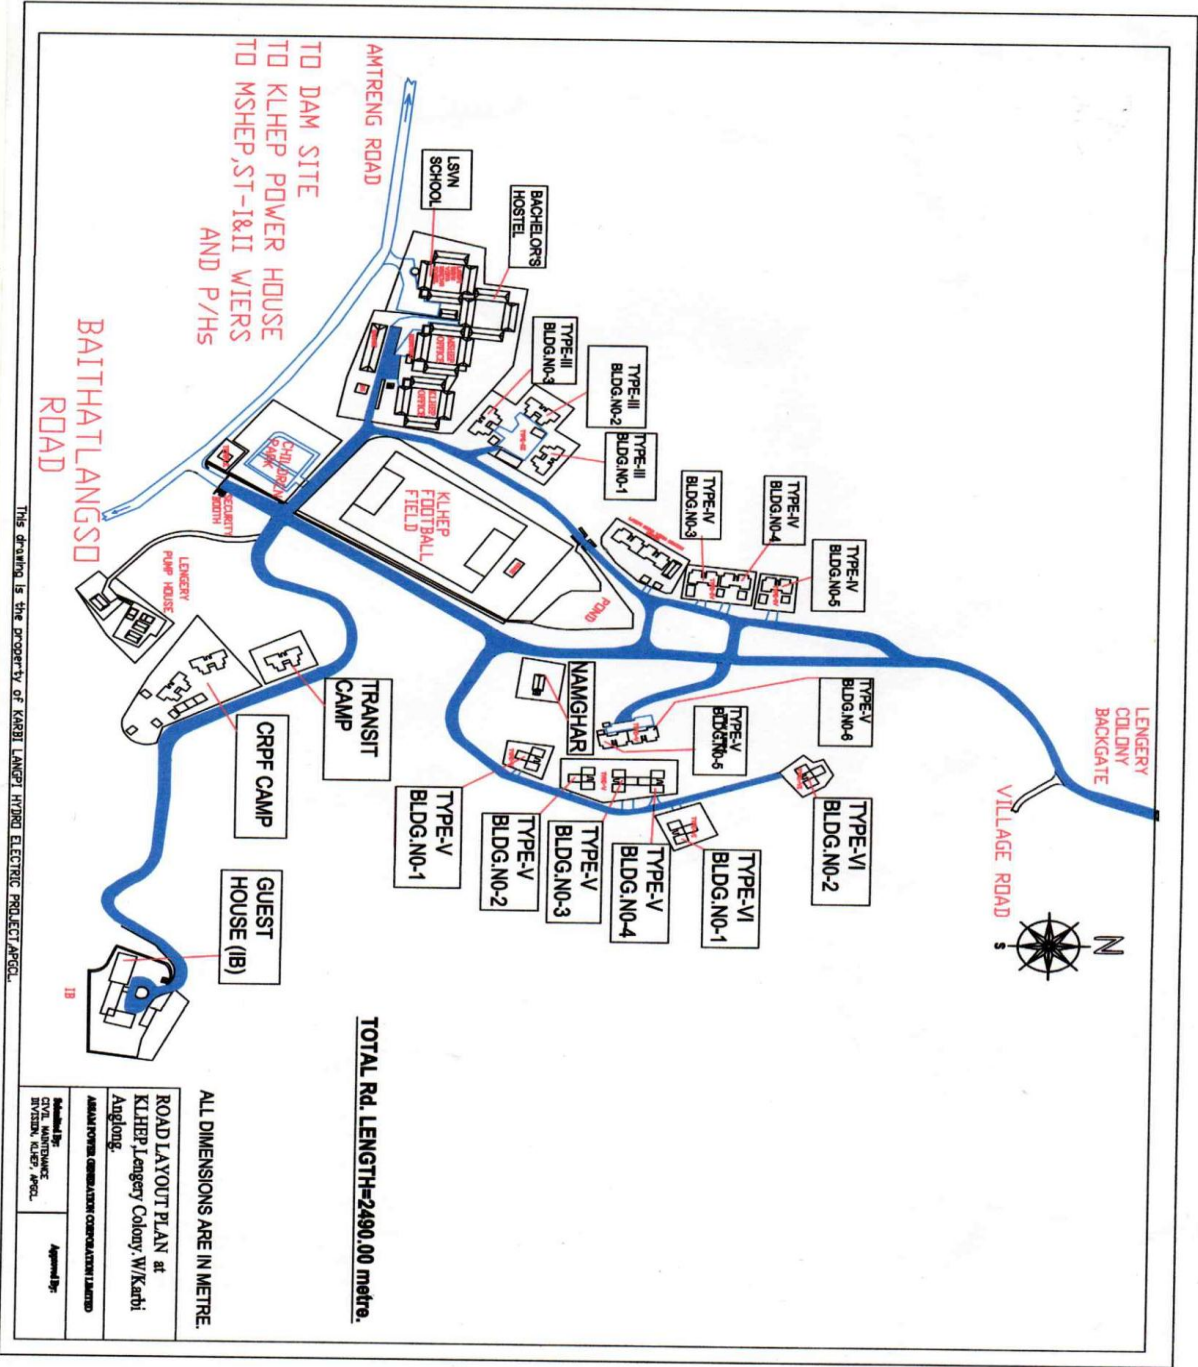 AMTRENG ROAD
TO DAM SITE
TO KLHEP POWER HOUSE
TO MSHEP,ST-I&II WIERS
AND P/Hs
BAITHATLANGSO
ROAD
LSVN
SCHOOL
BACHELOR'S
HOSTEL
MSHEP
OFFICE
KLHEP
OFFICE
TYPE-III
BLDG.NO-3
TYPE-III
BLDG.NO-2
TYPE-III
BLDG.NO-1
TYPE-IV
BLDG.NO-3
TYPE-IV
BLDG.NO-4
TYPE-IV
BLDG.NO-5
CHILDREN
PARK
SECURITY
BOOTH
KLHEP
FOOTBALL
FIELD
POND
LENGERY
PUMP HOUSE
NAMGHAR
TYPE-V
BLDG.NO-5
TYPE-V
BLDG.NO-6
LENGERY
COLONY
BACKGATE
VILLAGE ROAD
TRANSIT
CAMP
CRPF CAMP
TYPE-V
BLDG.NO-1
TYPE-V
BLDG.NO-2
TYPE-V
BLDG.NO-3
TYPE-V
BLDG.NO-4
TYPE-VI
BLDG.NO-1
TYPE-VI
BLDG.NO-2
GUEST
HOUSE (IB)
IB
N
S
TOTAL Rd. LENGTH=2490.00 metre.
ALL DIMENSIONS ARE IN METRE.
ROAD LAYOUT PLAN at
KLHEP,Lengery Colony.W/Karbi
Anglong.
ASSAM POWER GENERATION CORPORATION LIMITED
Submitted By:
CIVIL MAINTENANCE
DIVISION, KLHEP, APGCL.
Approved By:
This drawing is the property of KARBI LANGPI HYDRO ELECTRIC PROJECT,APGCL.